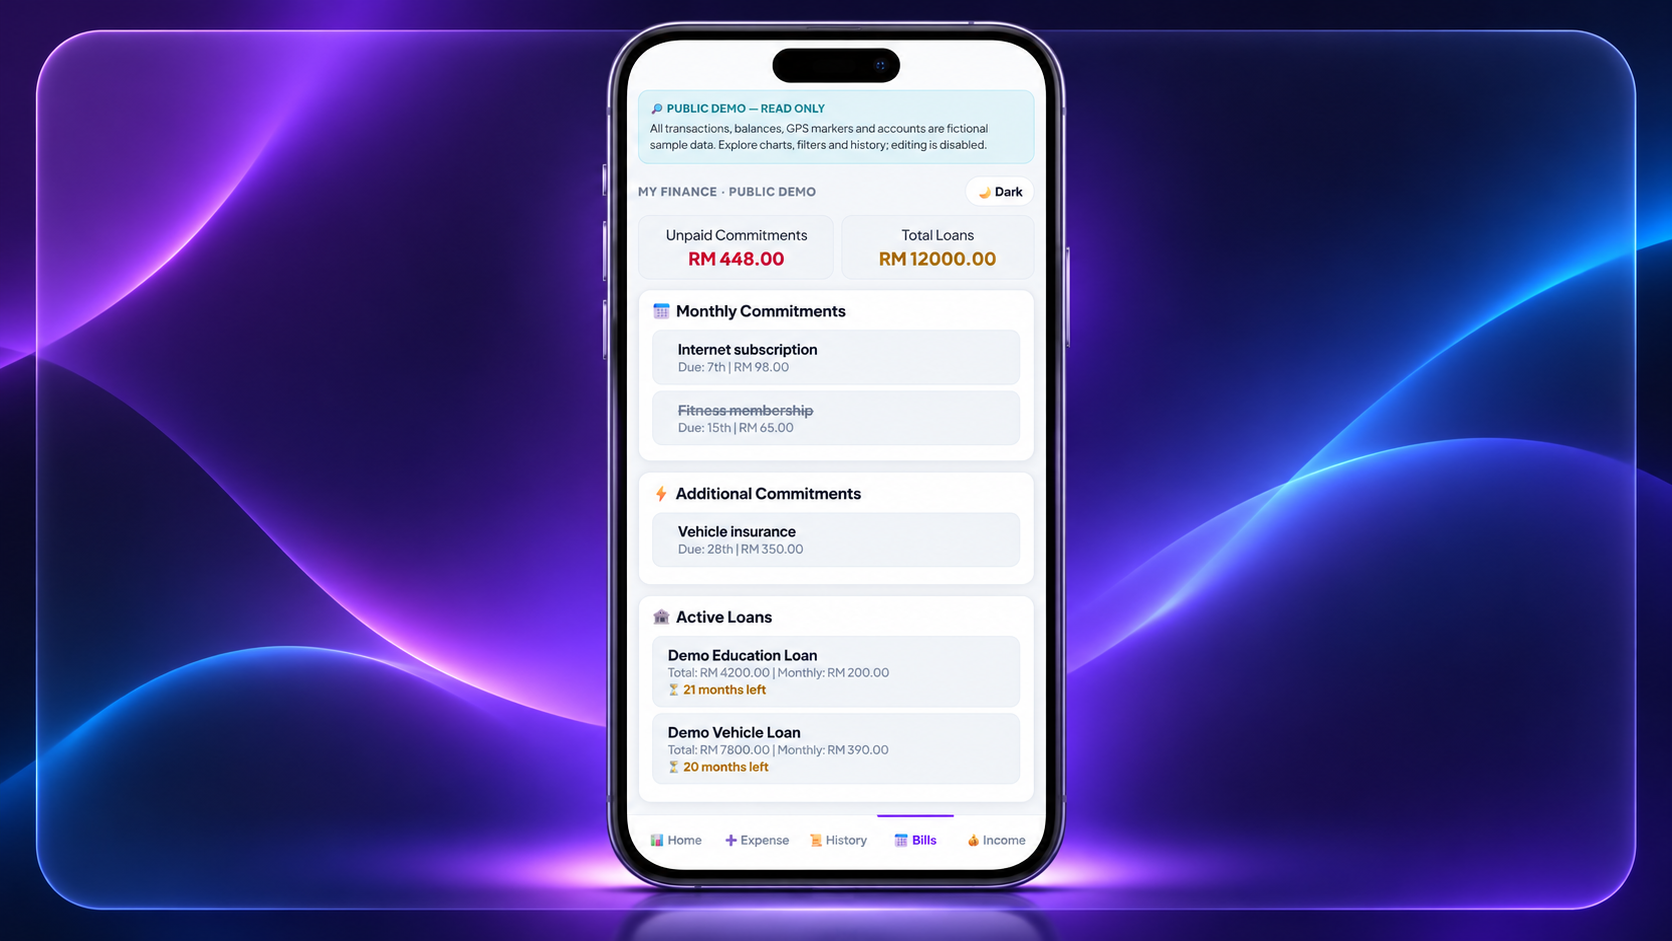 PUBLIC DEMO — READ ONLY
All transactions, balances, GPS markers and accounts are fictional
sample data. Explore charts, filters and history; editing is disabled.
MY FINANCE · PUBLIC DEMO
Dark
Unpaid Commitments
RM 448.00
Total Loans
RM 12000.00
Monthly Commitments
Internet subscription
Due: 7th | RM 98.00
Fitness membership
Due: 15th | RM 65.00
Additional Commitments
Vehicle insurance
Due: 28th | RM 350.00
Active Loans
Demo Education Loan
Total: RM 4200.00 | Monthly: RM 200.00
21 months left
Demo Vehicle Loan
Total: RM 7800.00 | Monthly: RM 390.00
20 months left
Home
Expense
History
Bills
Income